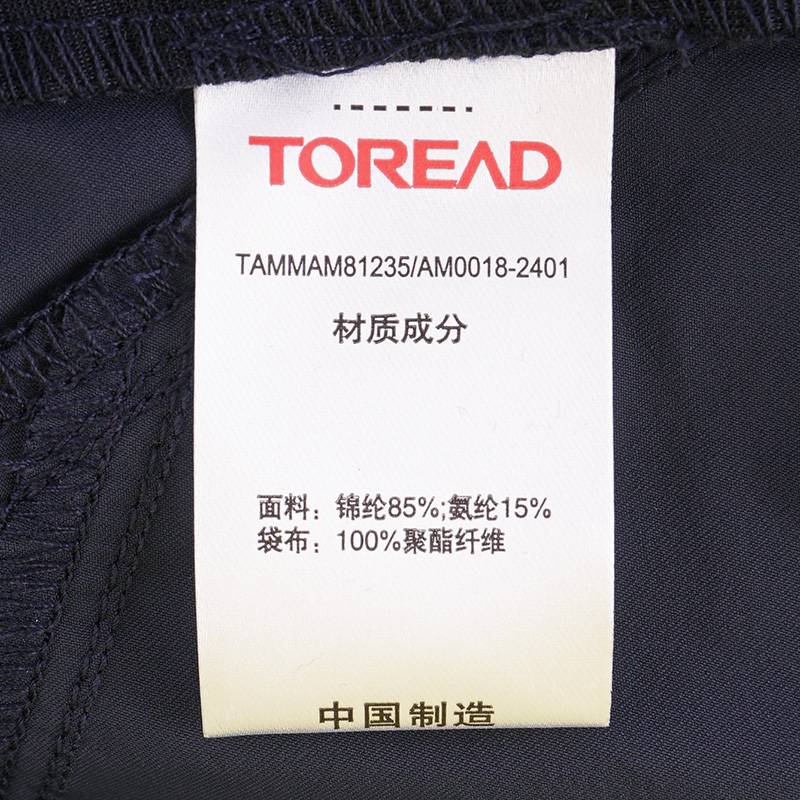 TOREAD
TAMMAM81235/AM0018-2401
材质成分
面料：锦纶85%;氨纶15%
袋布：100%聚酯纤维
中国制造